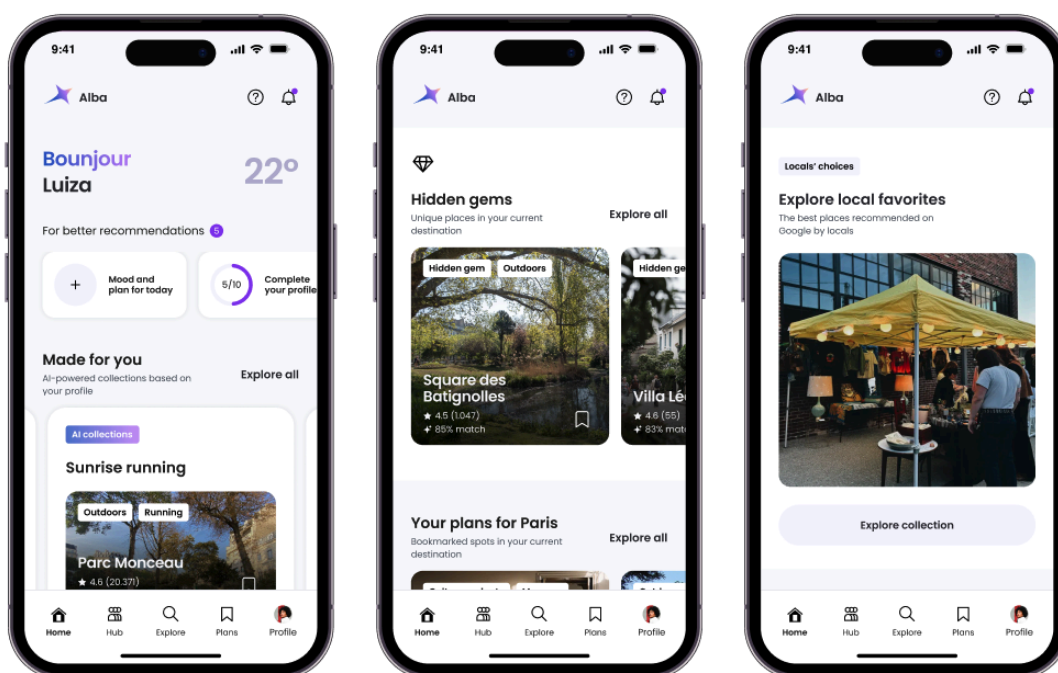 9:41
Alba
Bounjour
Luiza
22°
For better recommendations 5
+
Mood and
plan for today
5/10
Complete
your profile
Made for you
AI-powered collections based on
your profile
Explore all
AI collections
Sunrise running
Outdoors Running
Parc Monceau
4.6 (20.371)
Home Hub Explore Plans Profile
9:41
Alba
Hidden gems
Unique places in your current
destination
Explore all
Hidden gem Outdoors
Square des
Batignolles
4.5 (1.047)
85% match
Hidden ge
Villa Lé
4.6 (55)
83% mat
Your plans for Paris
Bookmarked spots in your current
destination
Explore all
Home Hub Explore Plans Profile
9:41
Alba
Locals' choices
Explore local favorites
The best places recommended on
Google by locals
Explore collection
Home Hub Explore Plans Profile